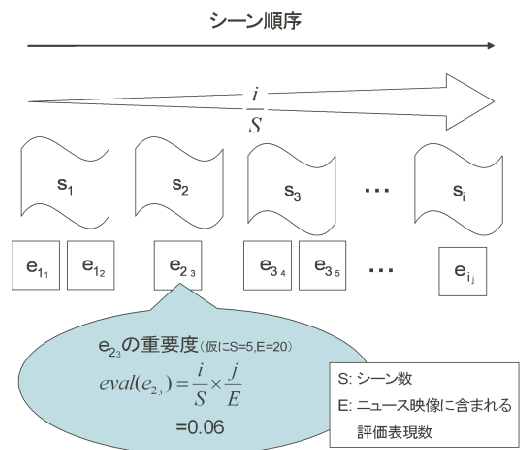 シーン順序
i/S
s1 s2 s3 … si
e11 e12 e23 e34 e35 … eij
e23の重要度(仮にS=5,E=20)
eval(e23) = i/S × j/E
=0.06
S: シーン数
E: ニュース映像に含まれる
評価表現数